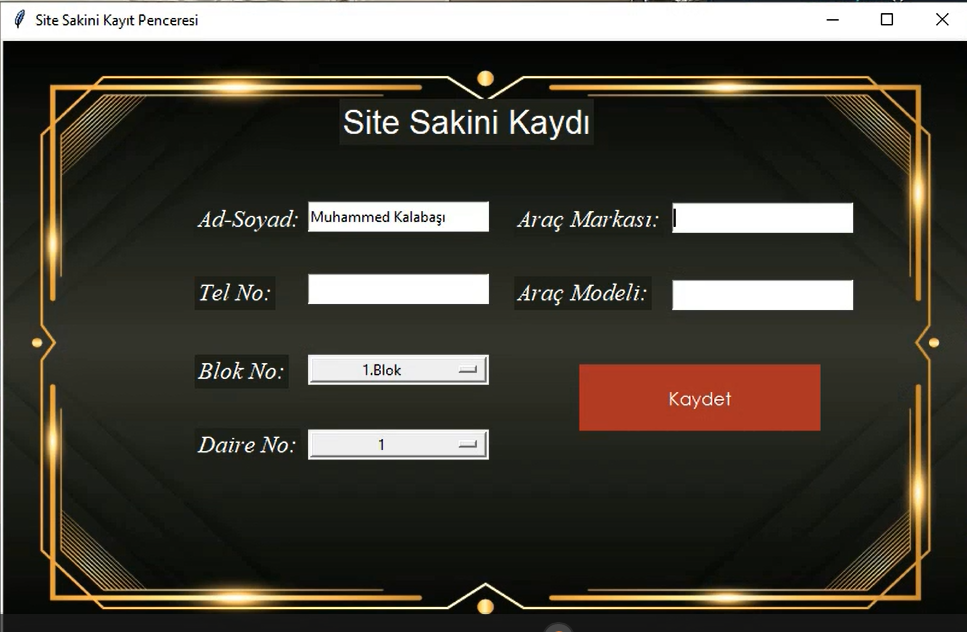 Site Sakini Kayıt Penceresi
Site Sakini Kaydı
Ad-Soyad: Muhammed Kalabaşı Araç Markası:
Tel No: Araç Modeli:
Blok No: 1.Blok
Kaydet
Daire No: 1